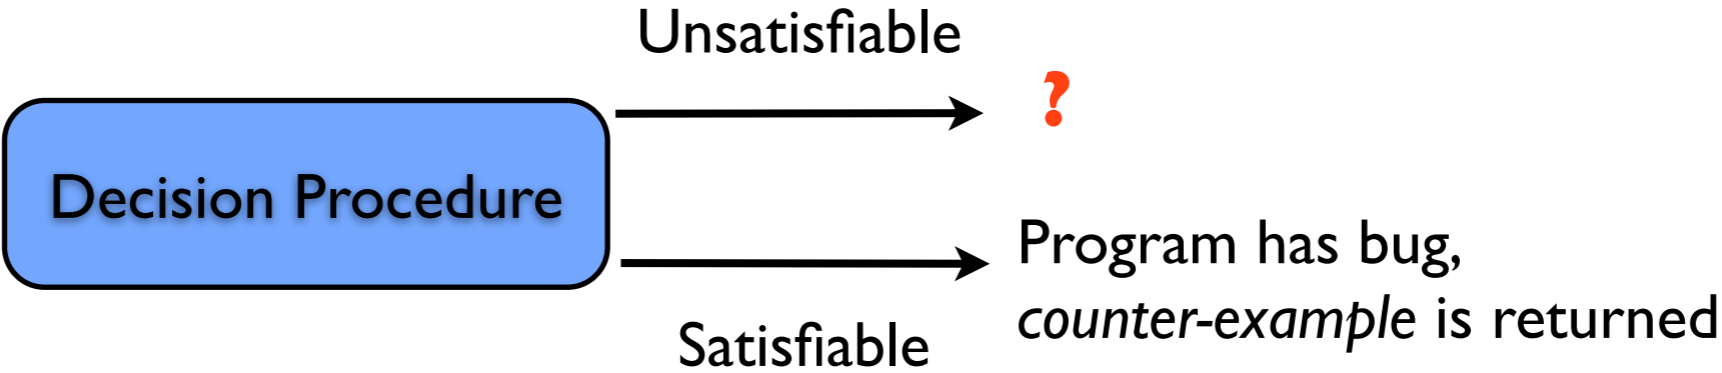 Unsatisfiable
?
Decision Procedure
Program has bug,
counter-example is returned
Satisfiable